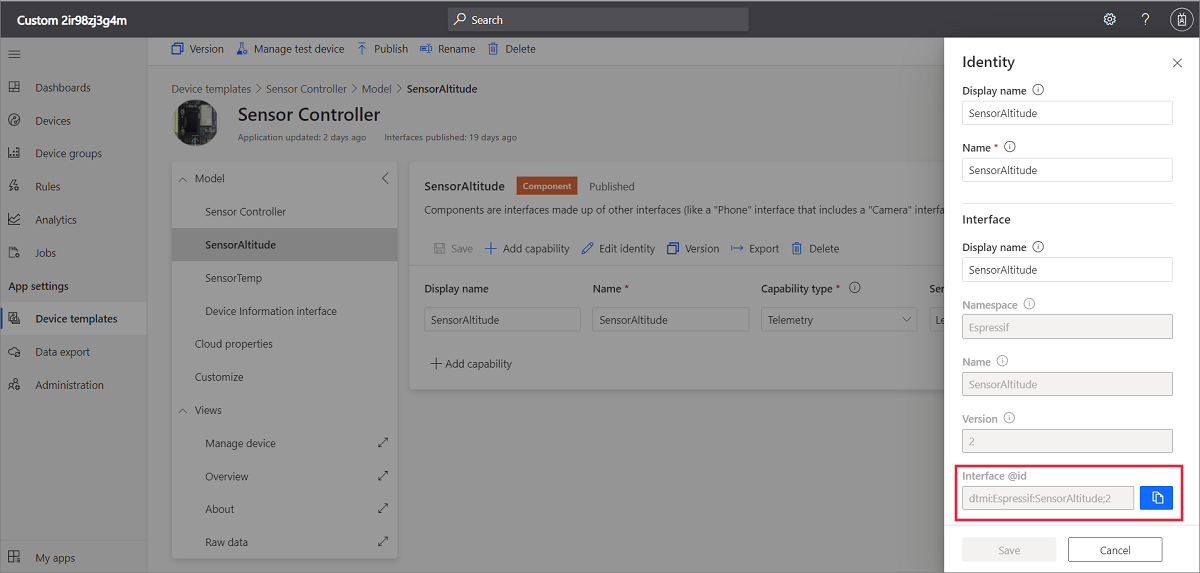 Custom 2ir98zj3g4m
Search
?
Version
Manage test device
Publish
Rename
Delete
Dashboards
Devices
Device groups
Rules
Analytics
Jobs
App settings
Device templates
Data export
Administration
My apps
Device templates > Sensor Controller > Model > SensorAltitude
Sensor Controller
Application updated: 2 days ago
Interfaces published: 19 days ago
Model
Sensor Controller
SensorAltitude
SensorTemp
Device Information interface
Cloud properties
Customize
Views
Manage device
Overview
About
Raw data
SensorAltitude
Component
Published
Components are interfaces made up of other interfaces (like a "Phone" interface that includes a "Camera" interfa
Save
Add capability
Edit identity
Version
Export
Delete
Display name
Name *
Capability type *
Ser
SensorAltitude
SensorAltitude
Telemetry
Le
Add capability
Identity
Display name
SensorAltitude
Name *
SensorAltitude
Interface
Display name
SensorAltitude
Namespace
Espressif
Name
SensorAltitude
Version
2
Interface @id
dtmi:Espressif:SensorAltitude;2
Save
Cancel